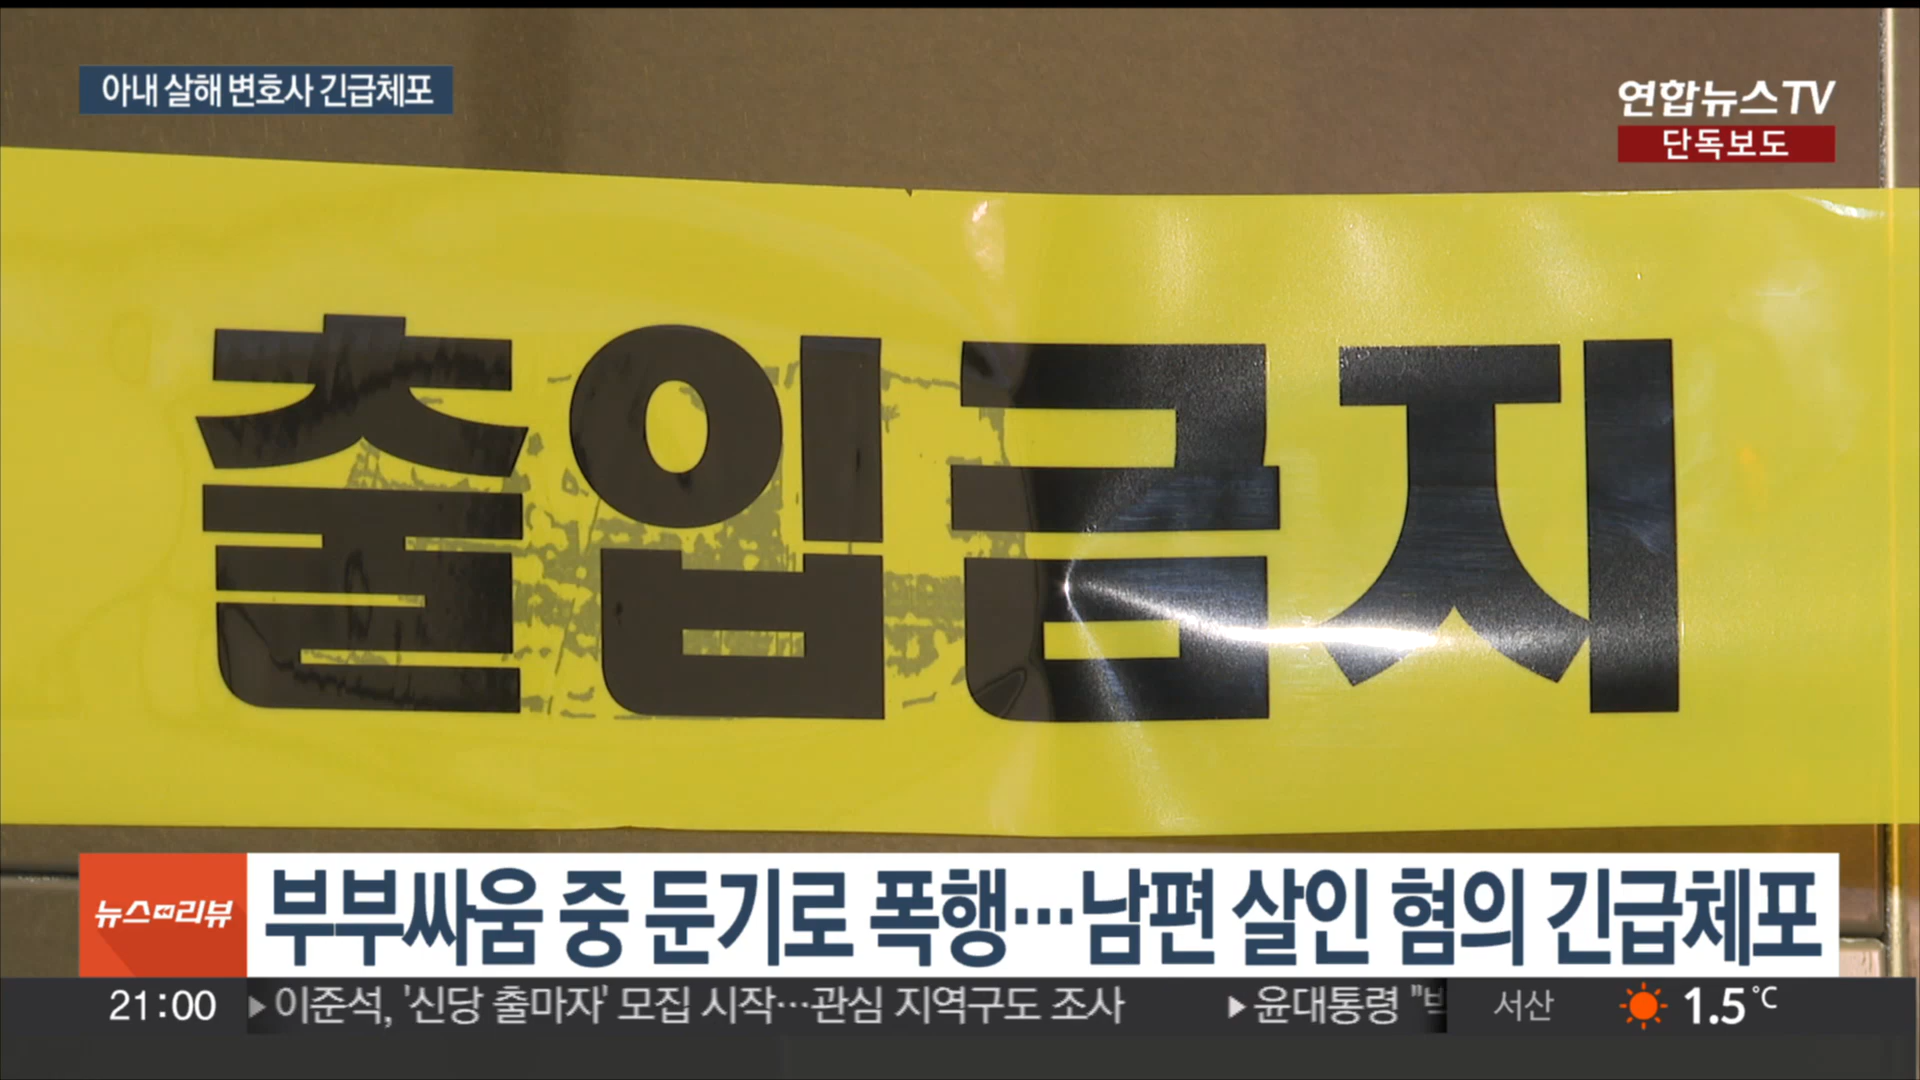 아내 살해 변호사 긴급체포
연합뉴스TV
단독보도
출입금지
뉴스리뷰
부부싸움 중 둔기로 폭행…남편 살인 혐의 긴급체포
21:00 ▶이준석, '신당 출마자' 모집 시작…관심 지역구도 조사 ▶윤대통령 서산 1.5℃